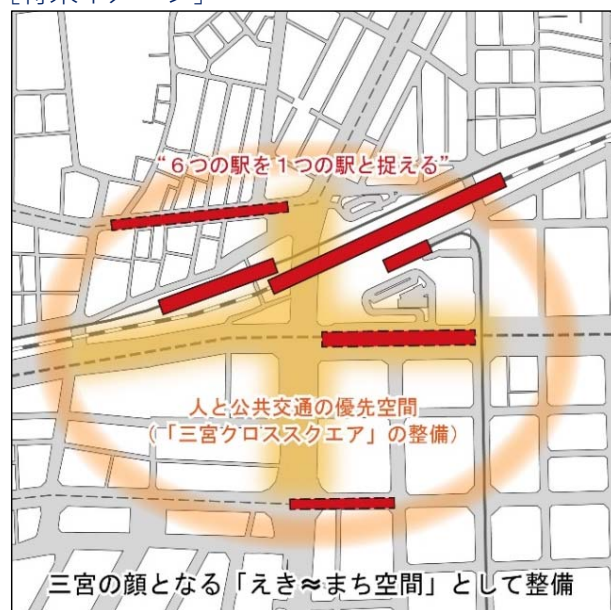 ［将来イメージ］
“６つの駅を１つの駅と捉える”
人と公共交通の優先空間
（「三宮クロススクエア」の整備）
三宮の顔となる「えき≈まち空間」として整備